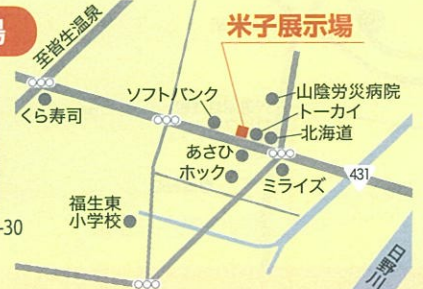 場
米子展示場
至皆生温泉
ソフトバンク
山陰労災病院
トーカイ
北海道
くら寿司
あさひ
ホック
ミライズ
431
福生東
小学校
-30
日野川